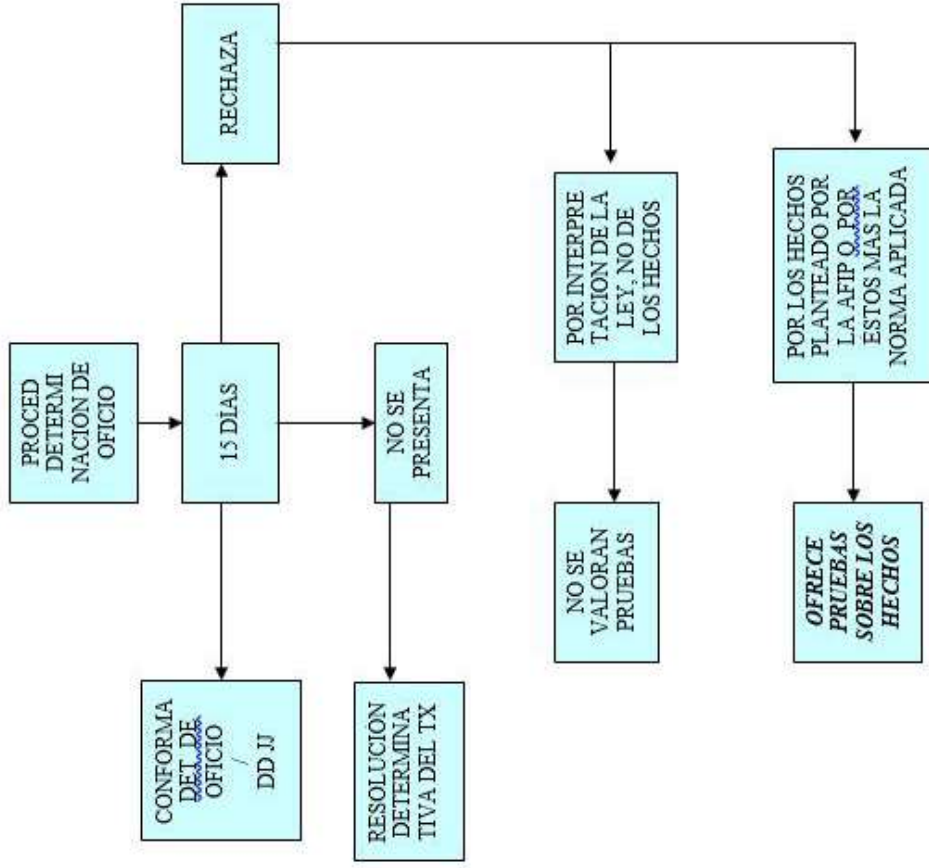 PROCED
DETERMI
NACION DE
OFICIO
CONFORMA
DET. DE
OFICIO
/
DD JJ
15 DÍAS
RECHAZA
RESOLUCION
DETERMINA
TIVA DEL TX
NO SE
PRESENTA
NO SE
VALORAN
PRUEBAS
POR INTERPRE
TACION DE LA
LEY, NO DE
LOS HECHOS
OFRECE
PRUEBAS
SOBRE LOS
HECHOS
POR LOS HECHOS
PLANTEADO POR
LA AFIP O POR
ESTOS MAS LA
NORMA APLICADA